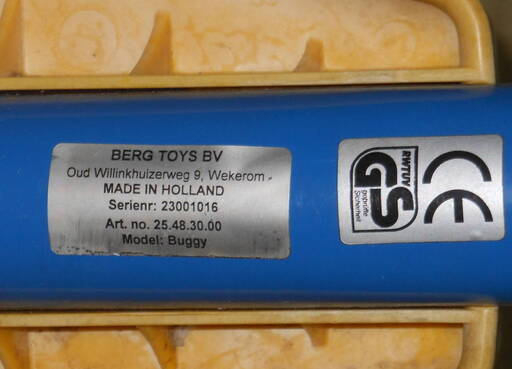 BERG TOYS BV
Oud Willinkhuizerweg 9, Wekerom -
MADE IN HOLLAND
Serienr: 23001016
Art. no. 25.48.30.00
Model: Buggy
RWTUV
GS
geprüfte
Sicherheit
CE